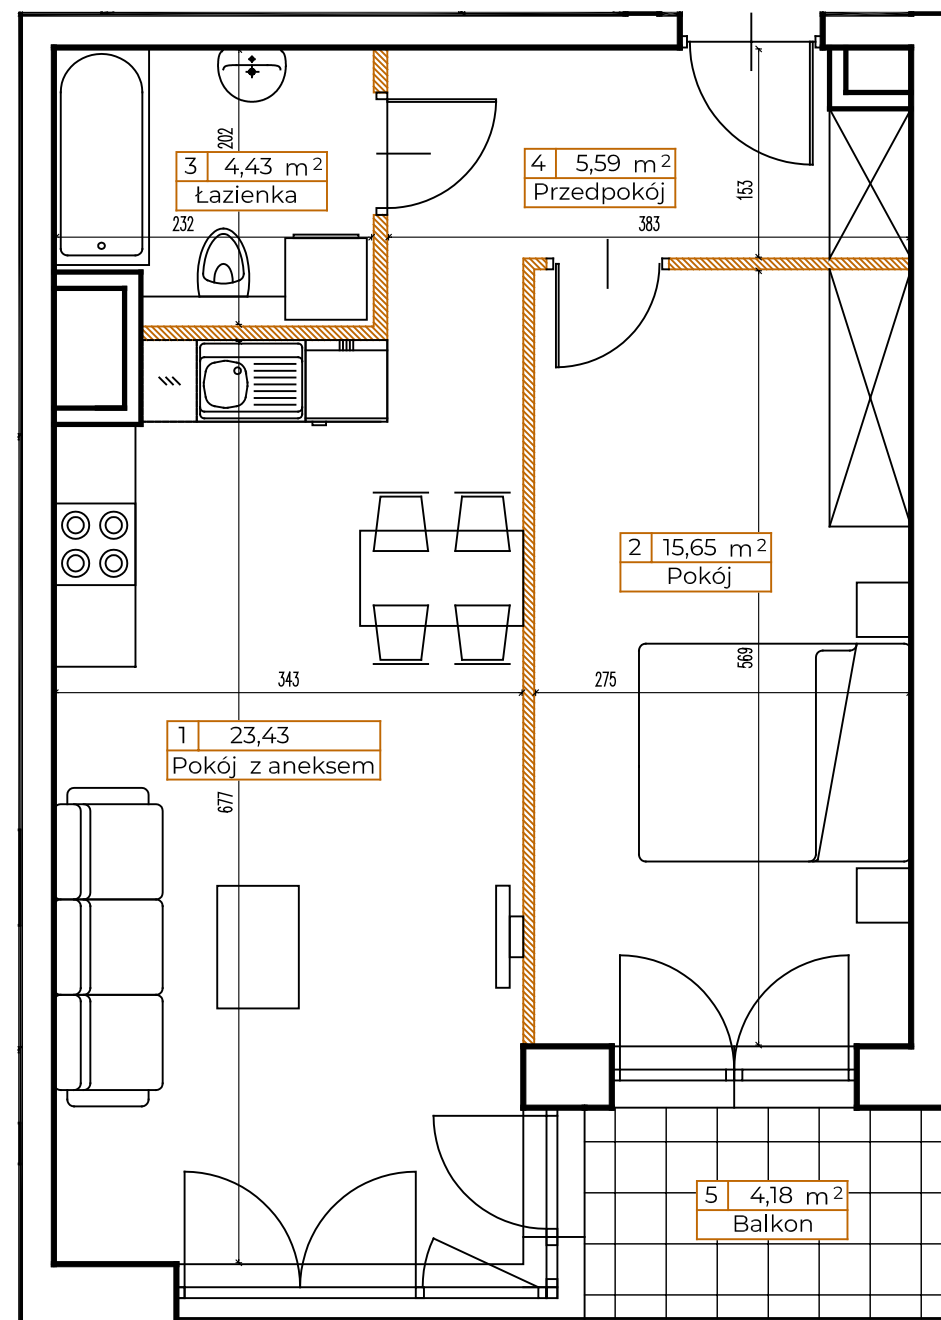 202
3 4,43 m²
Łazienka
232
4 5,59 m²
Przedpokój
153
383
2 15,65 m²
Pokój
569
343
275
1 23,43
Pokój z aneksem
677
5 4,18 m²
Balkon